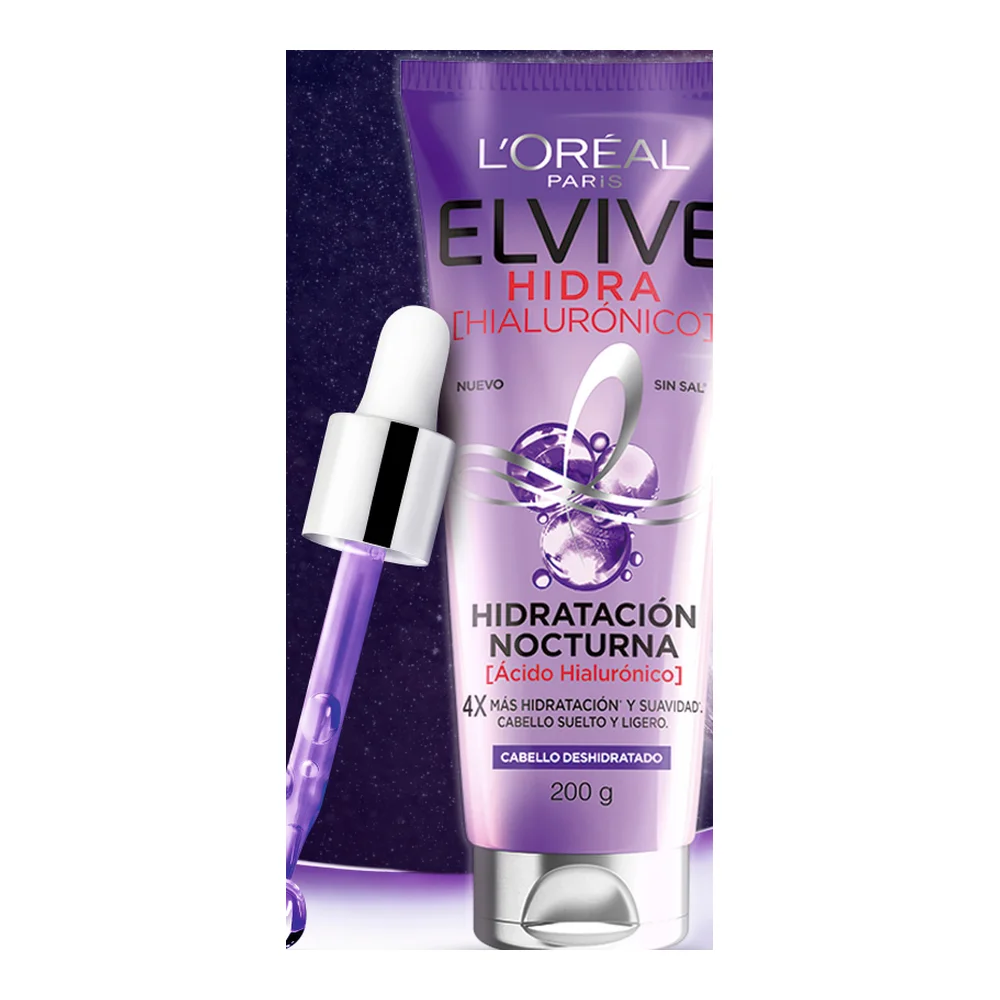 L'ORÉAL
PARIS
ELVIVE
HIDRA
[HIALURÓNICO]
NUEVO
SIN SAL*
HIDRATACIÓN
NOCTURNA
[Ácido Hialurónico]
4X MÁS HIDRATACIÓN* Y SUAVIDAD*.
CABELLO SUELTO Y LIGERO.
CABELLO DESHIDRATADO
200 g